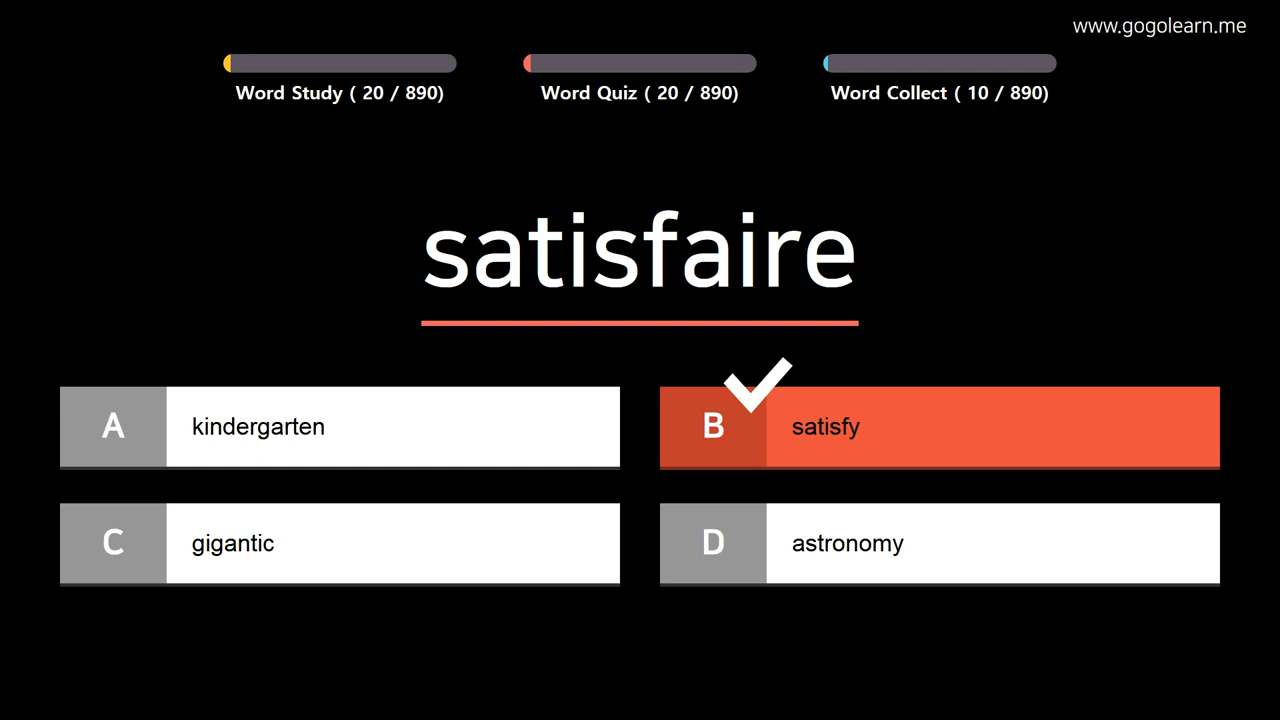 www.gogolearn.me
Word Study ( 20 / 890)
Word Quiz ( 20 / 890)
Word Collect ( 10 / 890)
satisfaire
A kindergarten
B satisfy
C gigantic
D astronomy